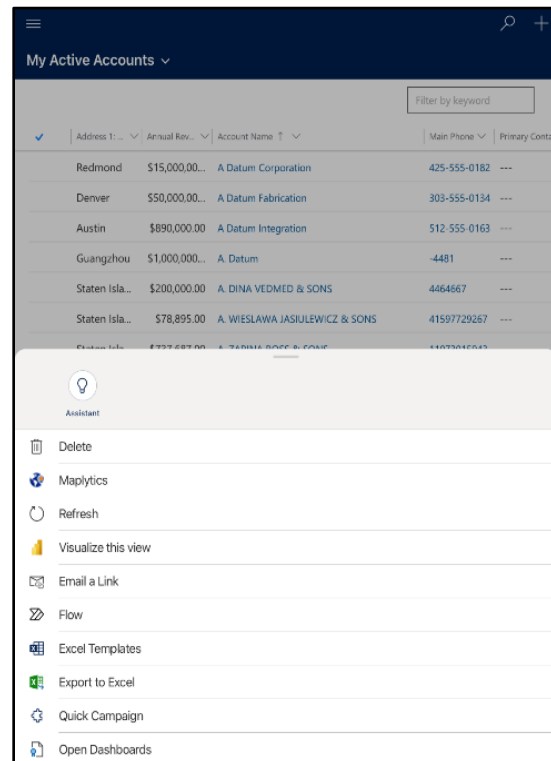 My Active Accounts
Filter by keyword
Address 1: ... Annual Rev... Account Name ↑ Main Phone Primary Conta
Redmond $15,000,00... A Datum Corporation 425-555-0182 ---
Denver $50,000,00... A Datum Fabrication 303-555-0134 ---
Austin $890,000.00 A Datum Integration 512-555-0163 ---
Guangzhou $1,000,000... A. Datum -4481 ---
Staten Isla... $200,000.00 A. DINA VEDMED & SONS 4464667 ---
Staten Isla... $78,895.00 A. WIESLAWA JASIULEWICZ & SONS 41597729267 ---
Assistant
Delete
Maplytics
Refresh
Visualize this view
Email a Link
Flow
Excel Templates
Export to Excel
Quick Campaign
Open Dashboards